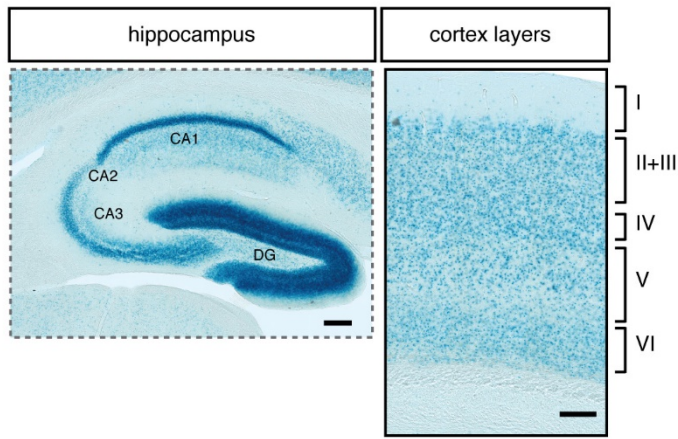 hippocampus
cortex layers
CA1
CA2
CA3
DG
I
II+III
IV
V
VI